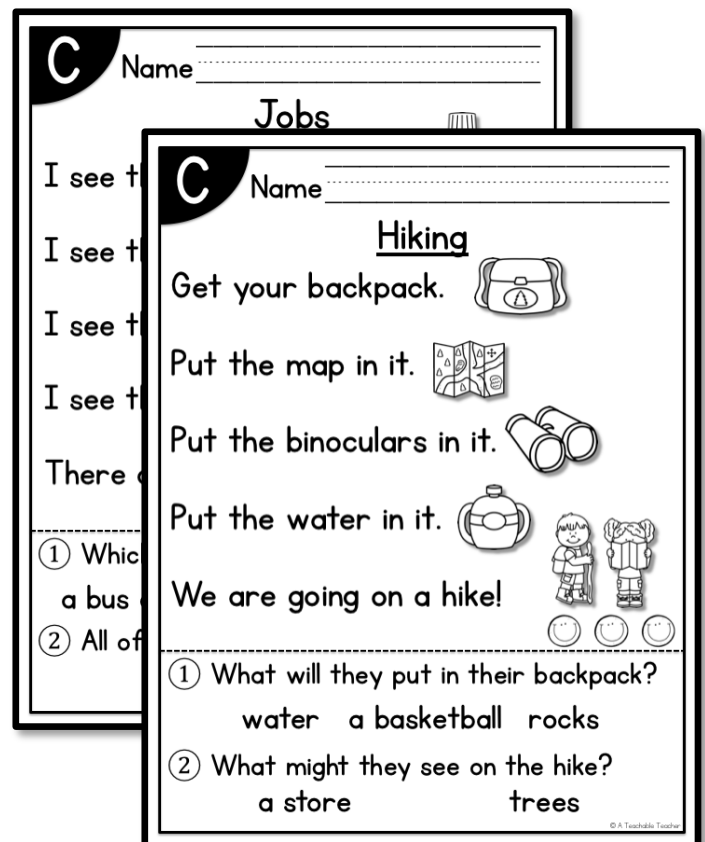 C
Name
Jobs
I see
I see
I see
I see
There
① Whic
a bus
② All of
C
Name
Hiking
Get your backpack.
Put the map in it.
Put the binoculars in it.
Put the water in it.
We are going on a hike!
① What will they put in their backpack?
water a basketball rocks
② What might they see on the hike?
a store trees
© A Teachable Teacher